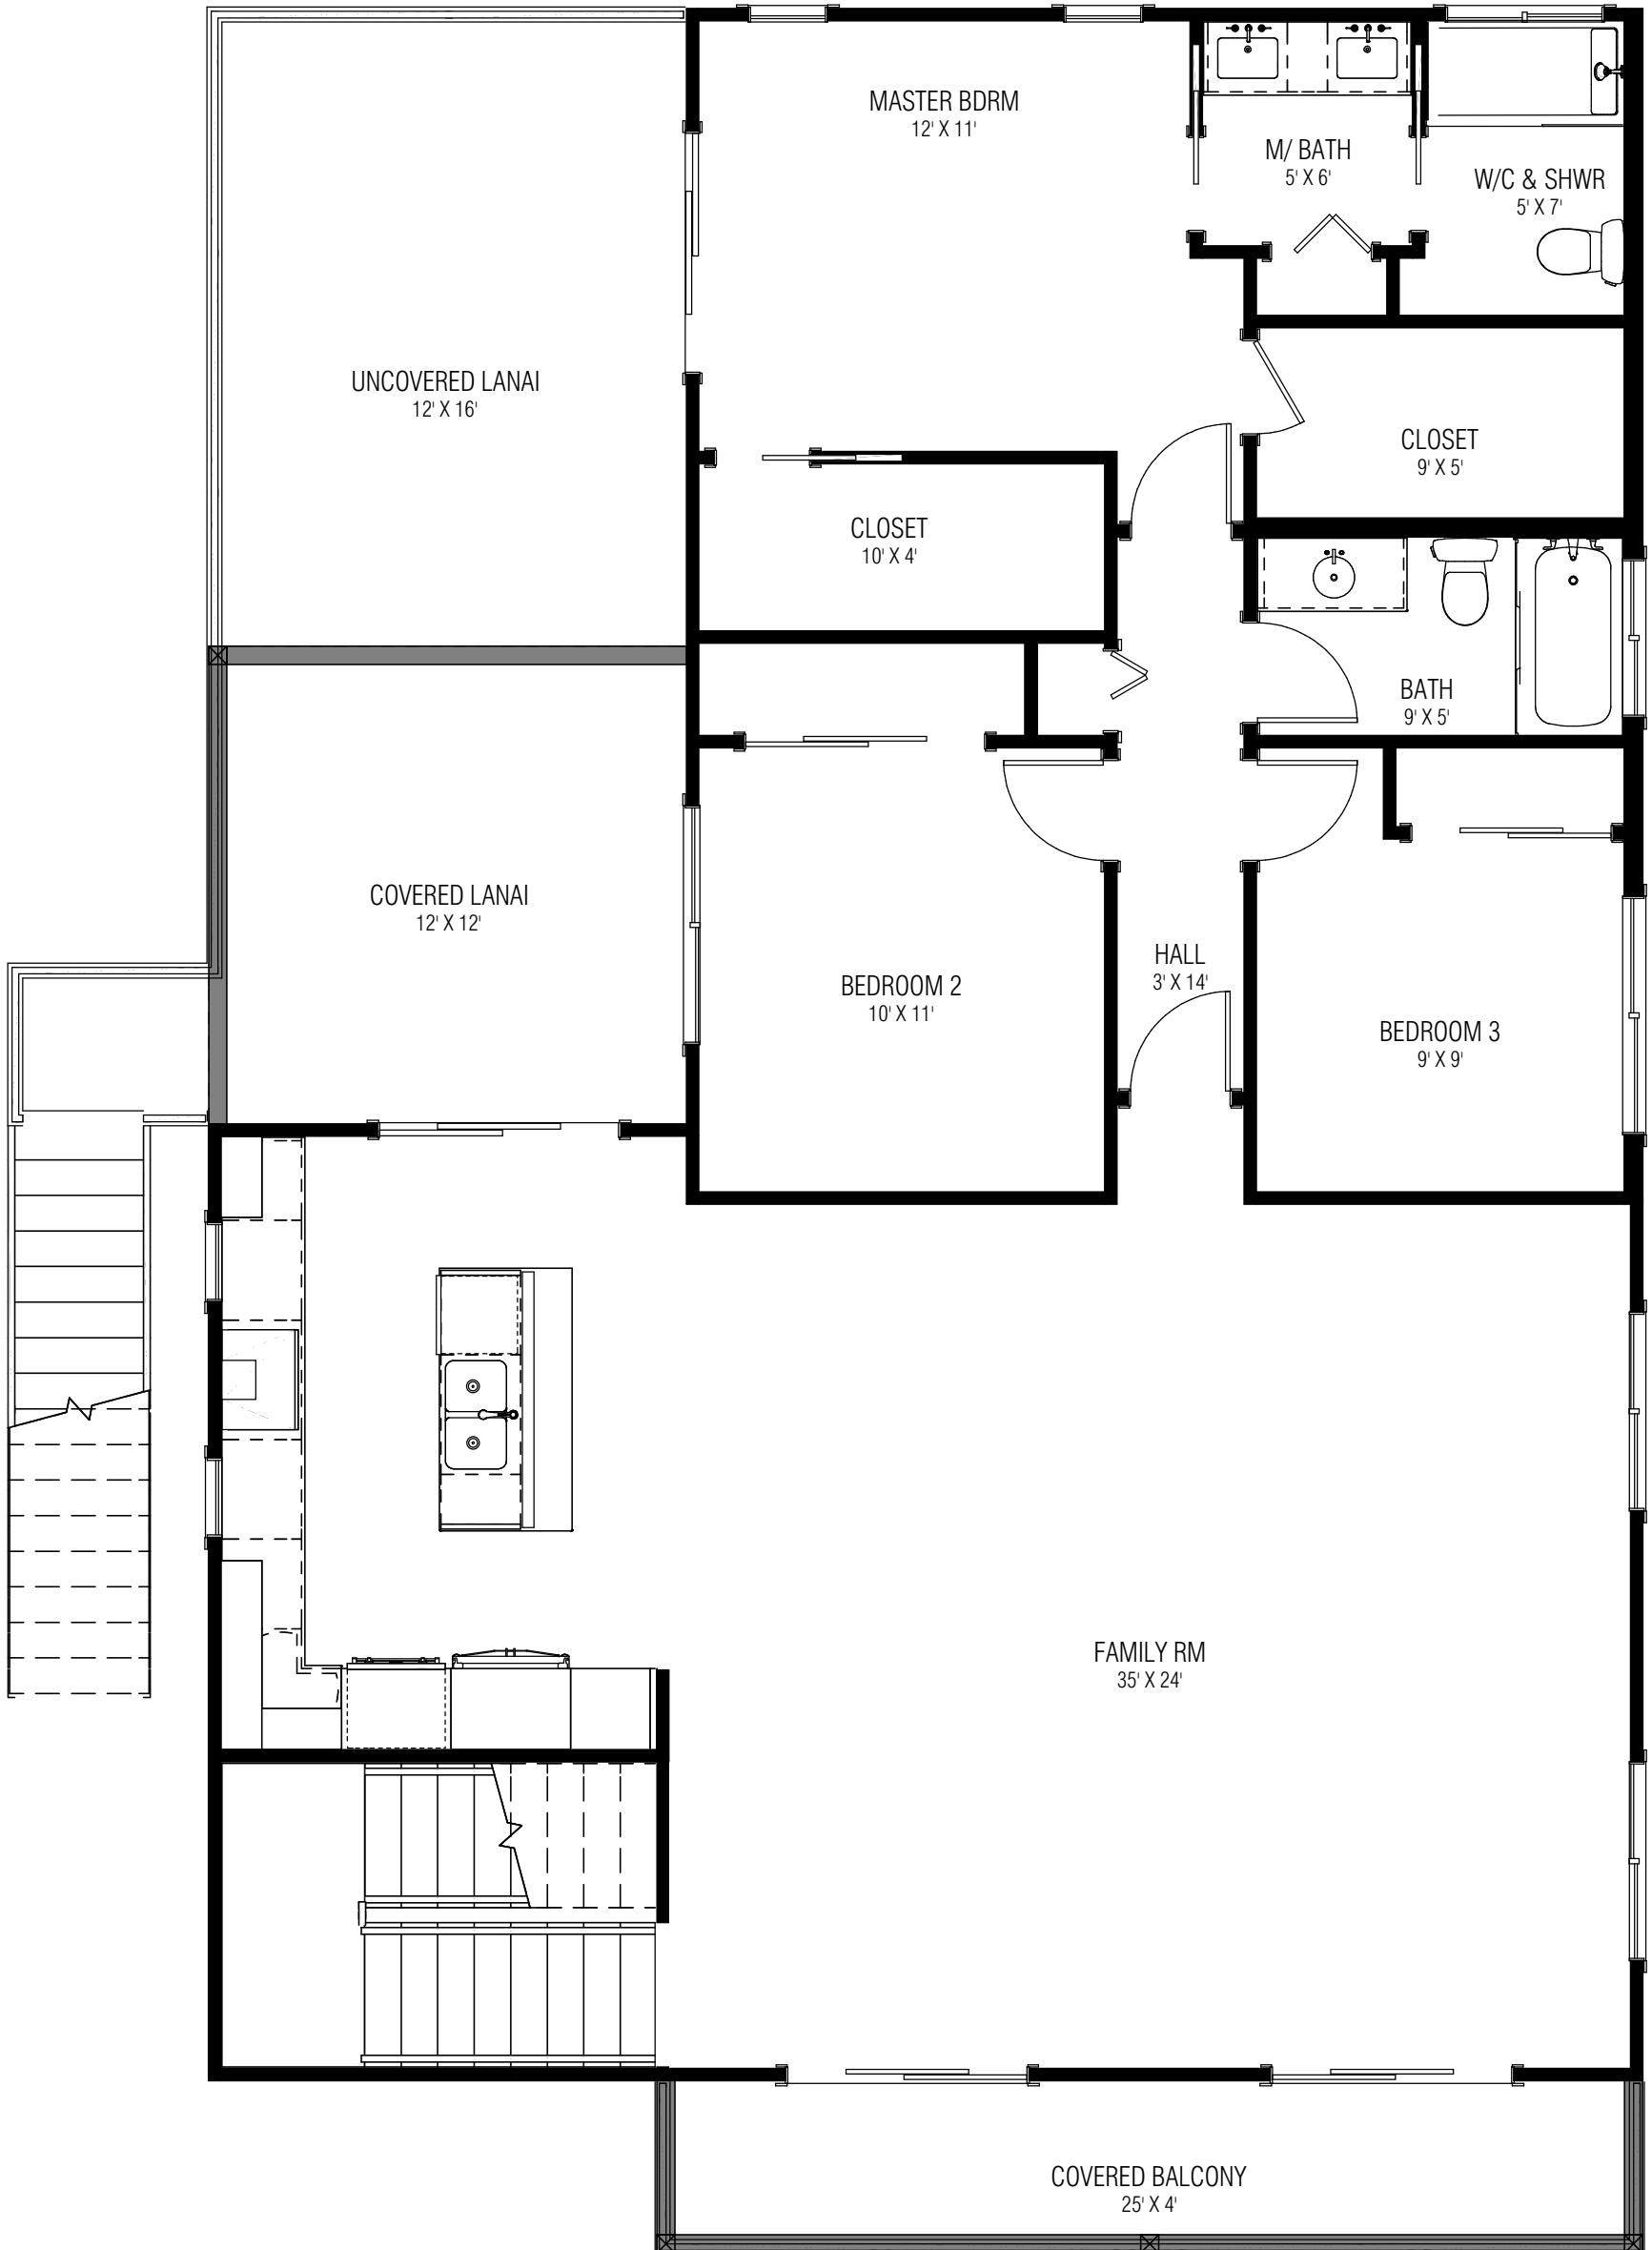 MASTER BDRM
12' X 11'
M/ BATH
5' X 6'
W/C & SHWR
5' X 7'
UNCOVERED LANAI
12' X 16'
CLOSET
9' X 5'
CLOSET
10' X 4'
BATH
9' X 5'
COVERED LANAI
12' X 12'
HALL
3' X 14'
BEDROOM 2
10' X 11'
BEDROOM 3
9' X 9'
FAMILY RM
35' X 24'
COVERED BALCONY
25' X 4'